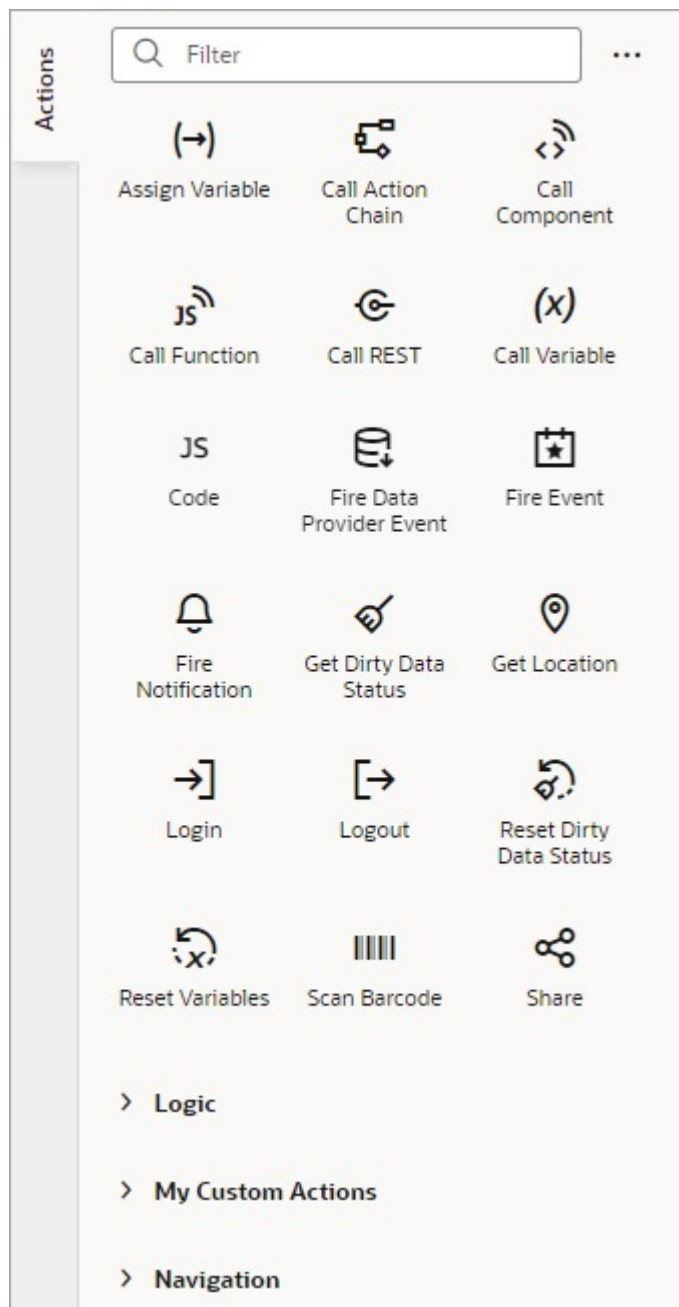 Actions
Filter
Assign Variable
Call Action
Chain
Call
Component
JS
Call Function
Call REST
(x)
Call Variable
JS
Code
Fire Data
Provider Event
Fire Event
Fire
Notification
Get Dirty Data
Status
Get Location
Login
Logout
Reset Dirty
Data Status
x
Reset Variables
Scan Barcode
Share
Logic
My Custom Actions
Navigation